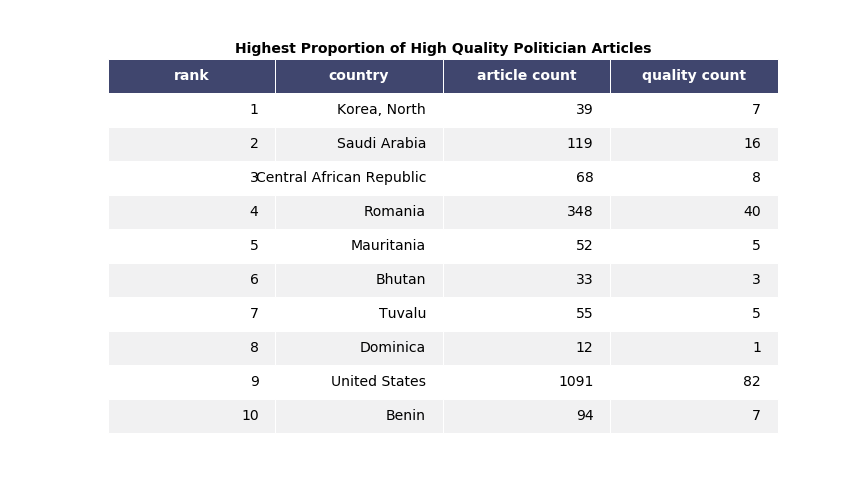 Highest Proportion of High Quality Politician Articles
rank country article count quality count
1 Korea, North 39 7
2 Saudi Arabia 119 16
3 Central African Republic 68 8
4 Romania 348 40
5 Mauritania 52 5
6 Bhutan 33 3
7 Tuvalu 55 5
8 Dominica 12 1
9 United States 1091 82
10 Benin 94 7